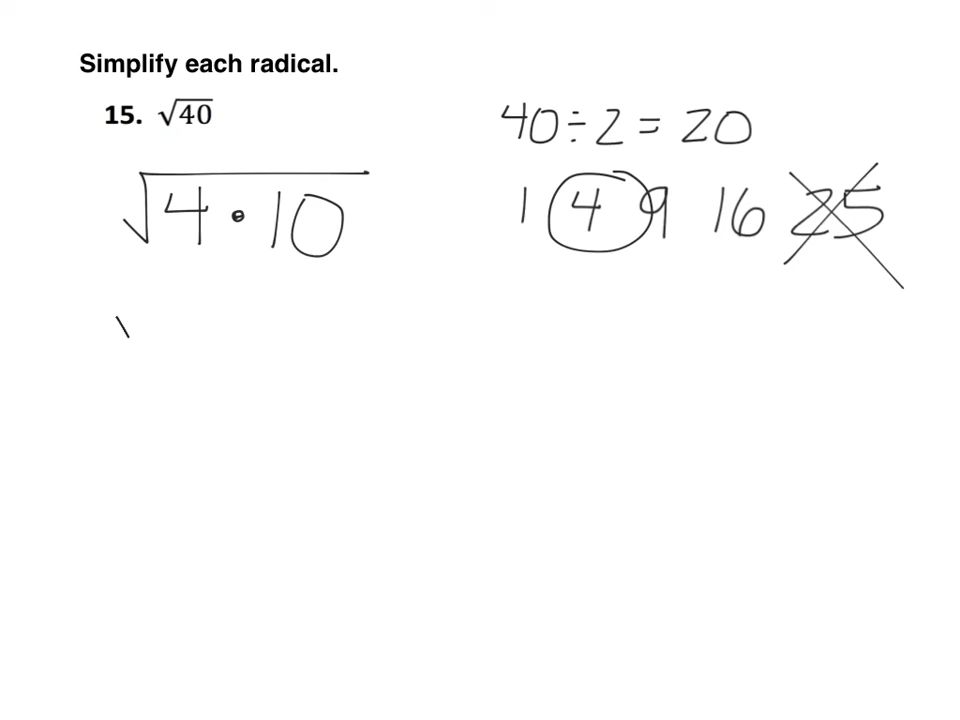 Simplify each radical.
15. √40
40÷2=20
√4•10
1 4 9 16 25